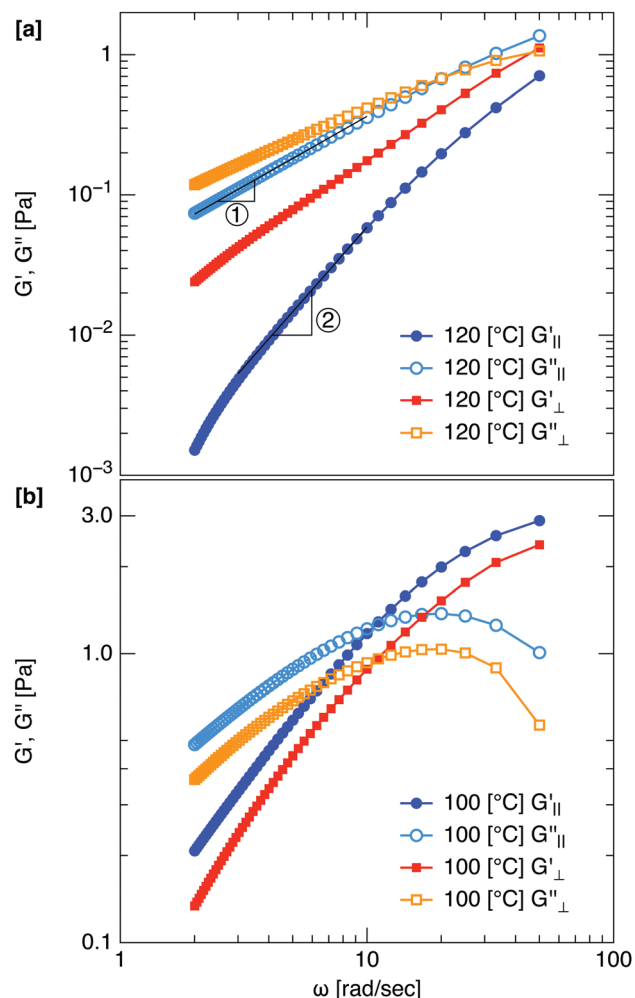 [a]
1
10⁻¹
10⁻²
10⁻³
G', G" [Pa]
①
②
120 [°C] G'||
120 [°C] G"||
120 [°C] G'⊥
120 [°C] G"⊥
[b]
3.0
1.0
0.1
G', G" [Pa]
100 [°C] G'||
100 [°C] G"||
100 [°C] G'⊥
100 [°C] G"⊥
1 10 100
ω [rad/sec]